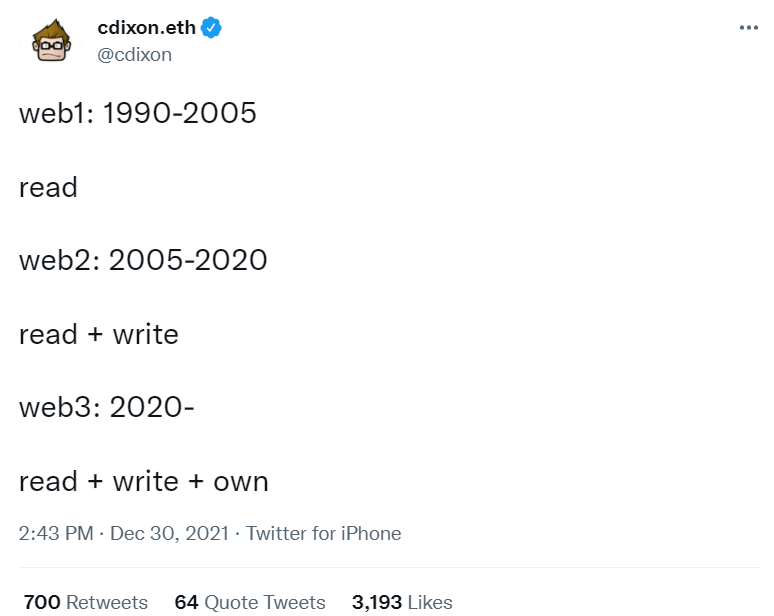 cdixon.eth
@cdixon
web1: 1990-2005
read
web2: 2005-2020
read + write
web3: 2020-
read + write + own
2:43 PM · Dec 30, 2021 · Twitter for iPhone
700 Retweets 64 Quote Tweets 3,193 Likes